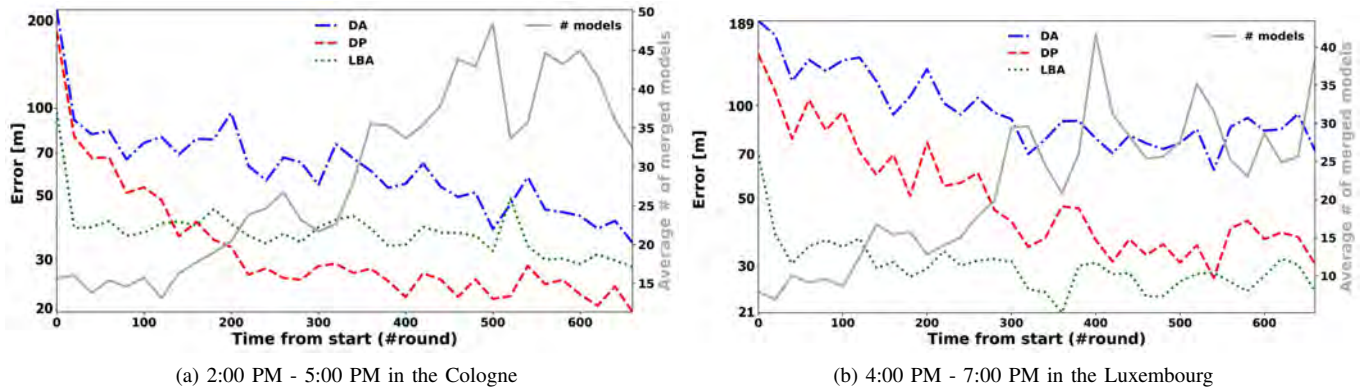 200
100
70
50
30
20
Error [m]
DA
DP
LBA
# models
50
45
40
35
30
25
20
15
Average # of merged models
0 100 200 300 400 500 600
Time from start (#round)
(a) 2:00 PM - 5:00 PM in the Cologne
189
100
70
50
30
21
Error [m]
DA
DP
LBA
# models
40
35
30
25
20
15
10
Average # of merged models
0 100 200 300 400 500 600
Time from start (#round)
(b) 4:00 PM - 7:00 PM in the Luxembourg